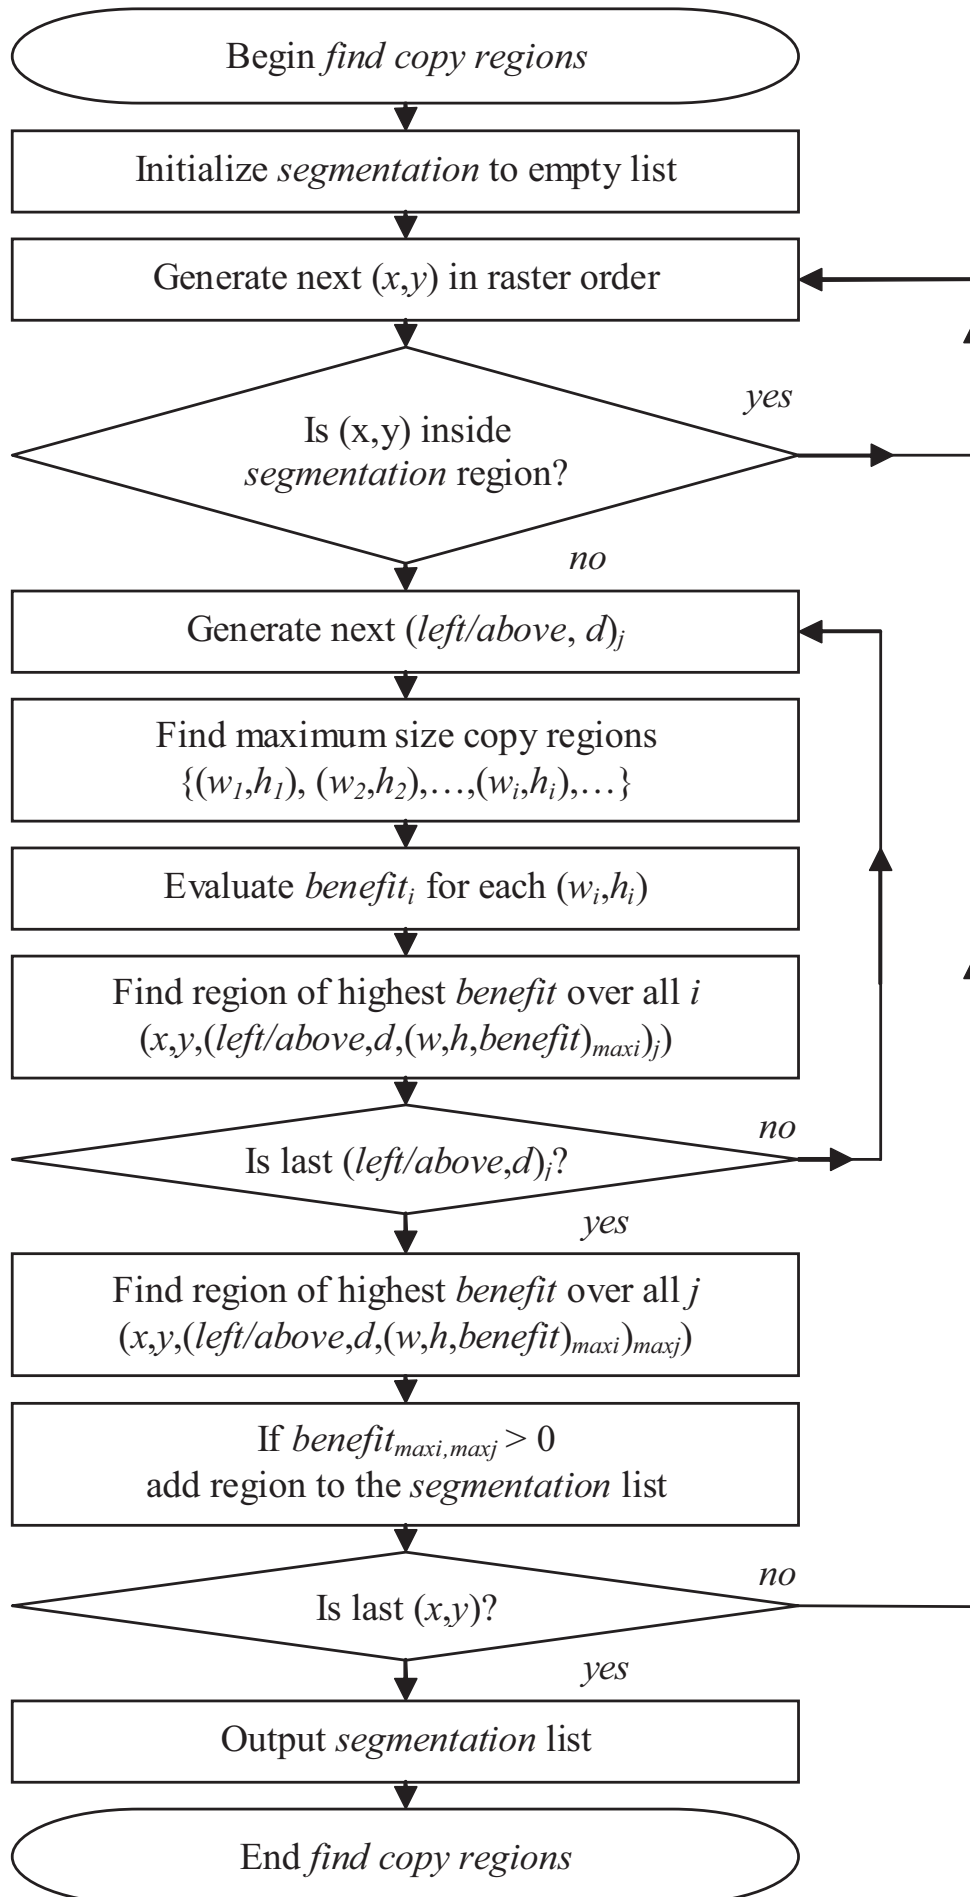 Begin find copy regions
Initialize segmentation to empty list
Generate next (x,y) in raster order
yes
Is (x,y) inside
segmentation region?
no
Generate next (left/above, d)j
Find maximum size copy regions
{(w1,h1), (w2,h2),…,(wi,hi),…}
Evaluate benefiti for each (wi,hi)
Find region of highest benefit over all i
(x,y,(left/above,d,(w,h,benefit)maxi)j)
no
Is last (left/above,d)j?
yes
Find region of highest benefit over all j
(x,y,(left/above,d,(w,h,benefit)maxi)maxj)
If benefitmaxi,maxj > 0
add region to the segmentation list
no
Is last (x,y)?
yes
Output segmentation list
End find copy regions